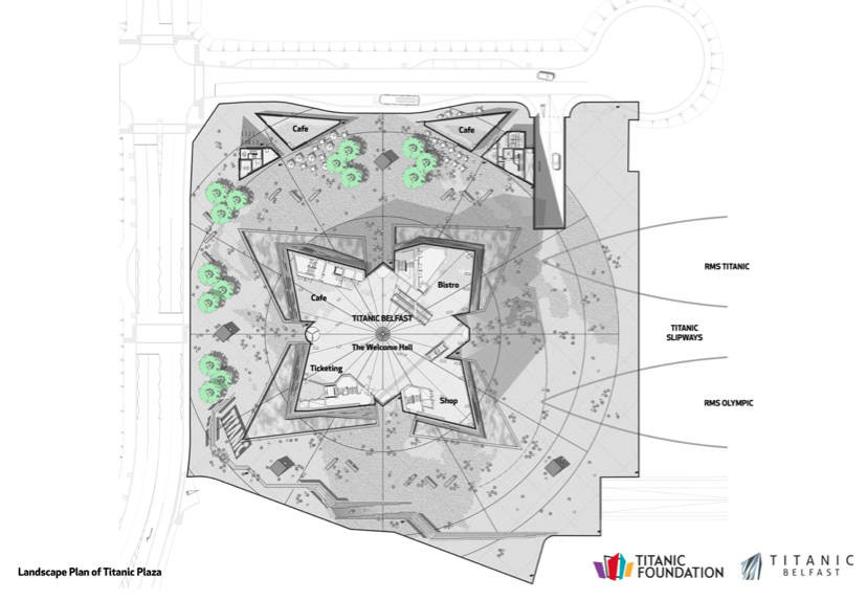 Cafe
Cafe
Cafe
Bistro
TITANIC BELFAST
The Welcome Hall
Ticketing
Shop
RMS TITANIC
TITANIC
SLIPWAYS
RMS OLYMPIC
Landscape Plan of Titanic Plaza
TITANIC
FOUNDATION
TITANIC
BELFAST